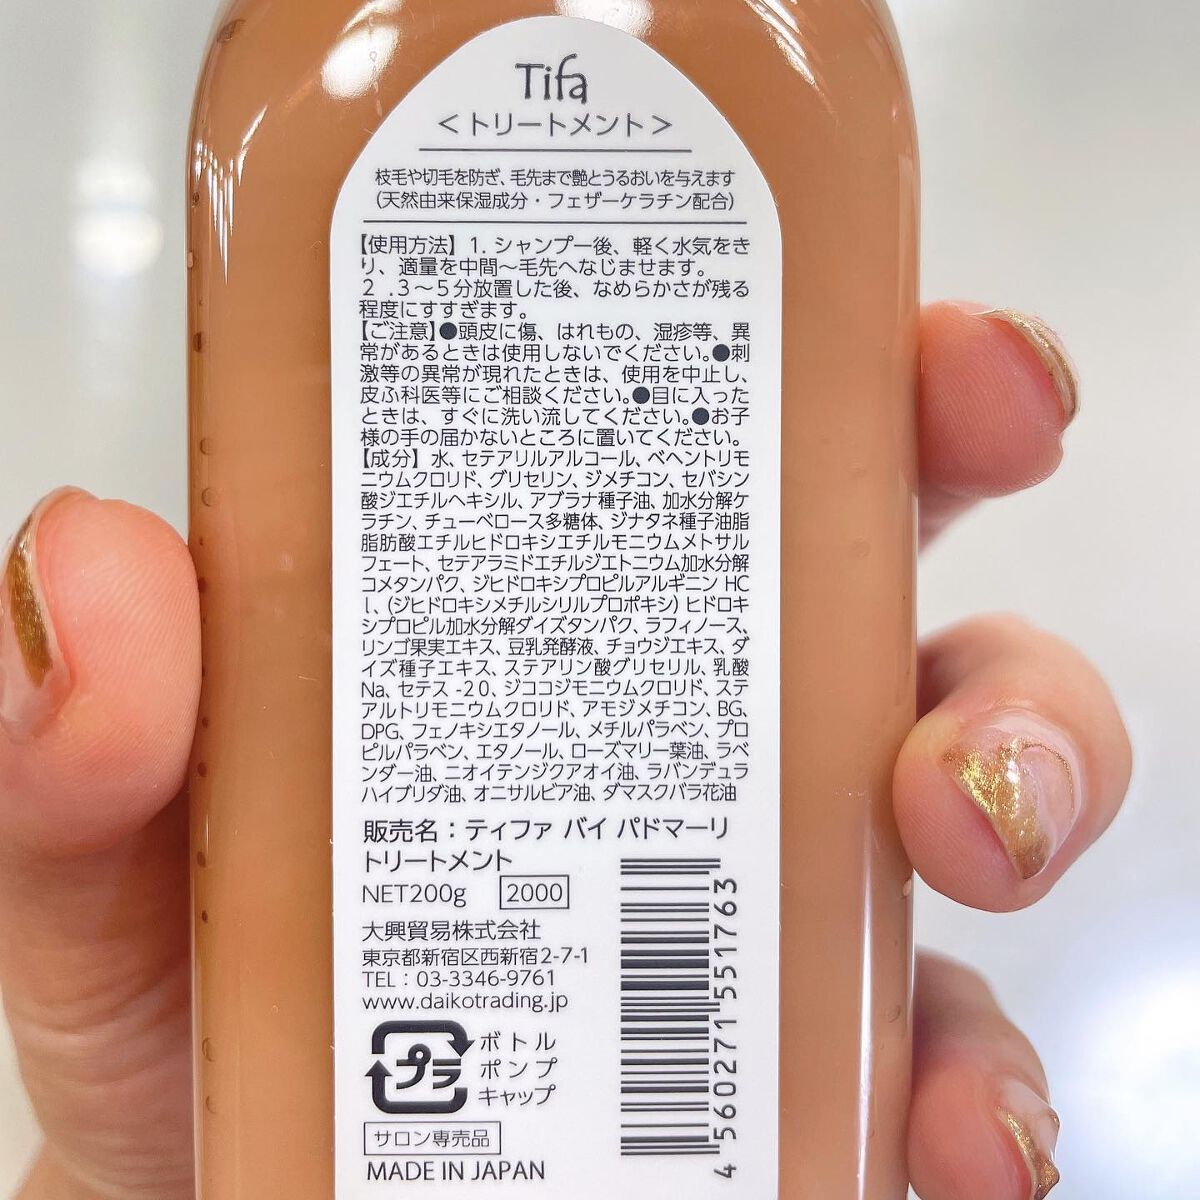 Tifa
＜トリートメント＞
枝毛や切毛を防ぎ、毛先まで艶とうるおいを与えます
(天然由来保湿成分・フェザーケラチン配合)
【使用方法】1.シャンプー後、軽く水気をき
り、適量を中間～毛先へなじませます。
2 .3～5分放置した後、なめらかさが残る
程度にすすぎます。
【ご注意】●頭皮に傷、はれもの、湿疹等、異
常があるときは使用しないでください。●刺
激等の異常が現れたときは、使用を中止し、
皮ふ科医等にご相談ください。●目に入った
ときは、すぐに洗い流してください。●お子
様の手の届かないところに置いてください。
【成分】水、セテアリルアルコール、ベヘントリモ
ニウムクロリド、グリセリン、ジメチコン、セバシン
酸ジエチルヘキシル、アブラナ種子油、加水分解ケ
ラチン、チューベロース多糖体、ジナタネ種子油脂
脂肪酸エチルヒドロキシエチルモニウムメトサル
フェート、セテアラミドエチルジエトニウム加水分解
コメタンパク、ジヒドロキシプロピルアルギニン HC
l、(ジヒドロキシメチルシリルプロポキシ)ヒドロキ
シプロピル加水分解ダイズタンパク、ラフィノース、
リンゴ果実エキス、豆乳発酵液、チョウジエキス、ダ
イズ種子エキス、ステアリン酸グリセリル、乳酸
Na、セテス -20、ジココジモニウムクロリド、ステ
アルトリモニウムクロリド、アモジメチコン、BG、
DPG、フェノキシエタノール、メチルパラベン、プロ
ピルパラベン、エタノール、ローズマリー葉油、ラベ
ンダー油、ニオイテンジクアオイ油、ラバンデュラ
ハイブリダ油、オニサルビア油、ダマスクバラ花油
販売名：ティファ バイ パドマーリ
トリートメント
NET200g 2000
大興貿易株式会社
東京都新宿区西新宿2-7-1
TEL：03-3346-9761
www.daikotrading.jp
プラ
ボトル
ポンプ
キャップ
サロン専売品
MADE IN JAPAN
4560271551763